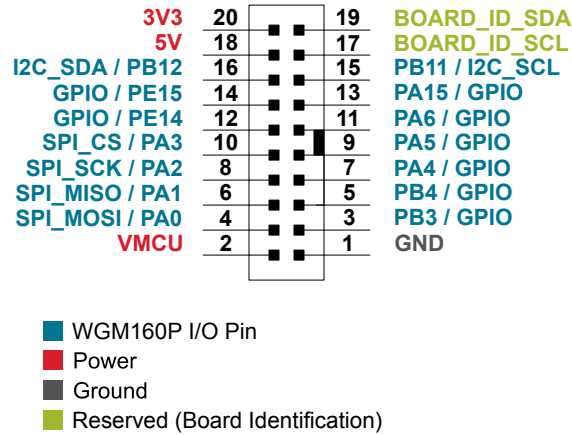 3V3 20 19 BOARD_ID_SDA
5V 18 17 BOARD_ID_SCL
I2C_SDA / PB12 16 15 PB11 / I2C_SCL
GPIO / PE15 14 13 PA15 / GPIO
GPIO / PE14 12 11 PA6 / GPIO
SPI_CS / PA3 10 9 PA5 / GPIO
SPI_SCK / PA2 8 7 PA4 / GPIO
SPI_MISO / PA1 6 5 PB4 / GPIO
SPI_MOSI / PA0 4 3 PB3 / GPIO
VMCU 2 1 GND
WGM160P I/O Pin
Power
Ground
Reserved (Board Identification)